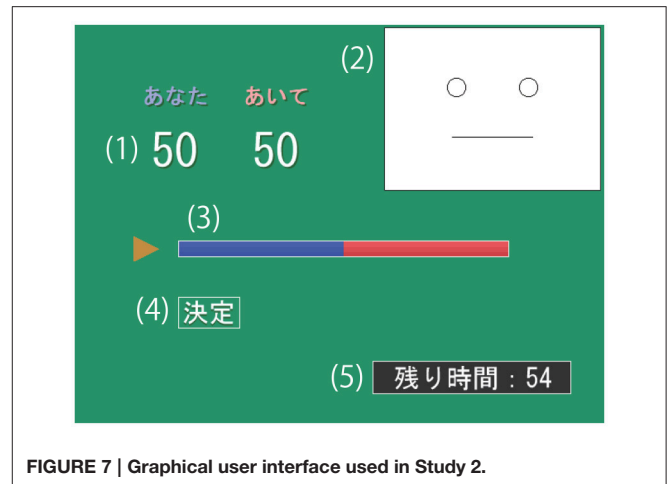 (2)
あなた あいて
(1) 50 50
(3)
(4) 決定
(5) 残り時間：54
FIGURE 7 | Graphical user interface used in Study 2.